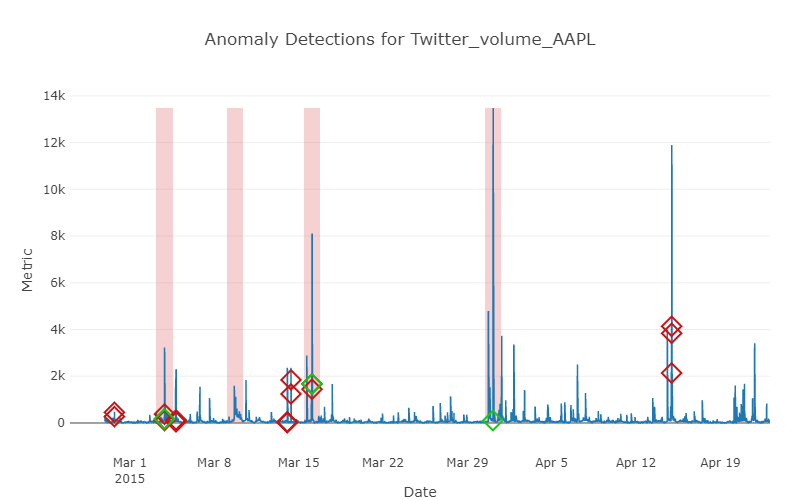 Anomaly Detections for Twitter_volume_AAPL
14k
12k
10k
8k
6k
4k
2k
0
Metric
Mar 1
2015
Mar 8
Mar 15
Mar 22
Mar 29
Apr 5
Apr 12
Apr 19
Date